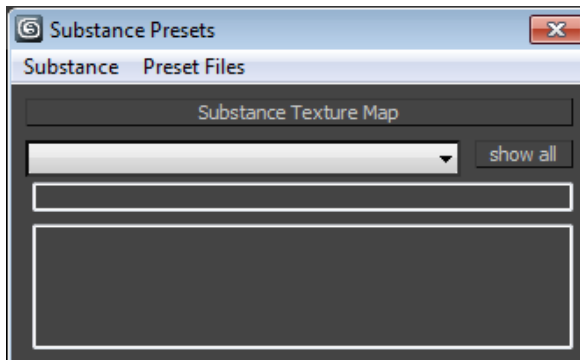 Substance Presets
Substance Preset Files
Substance Texture Map
show all